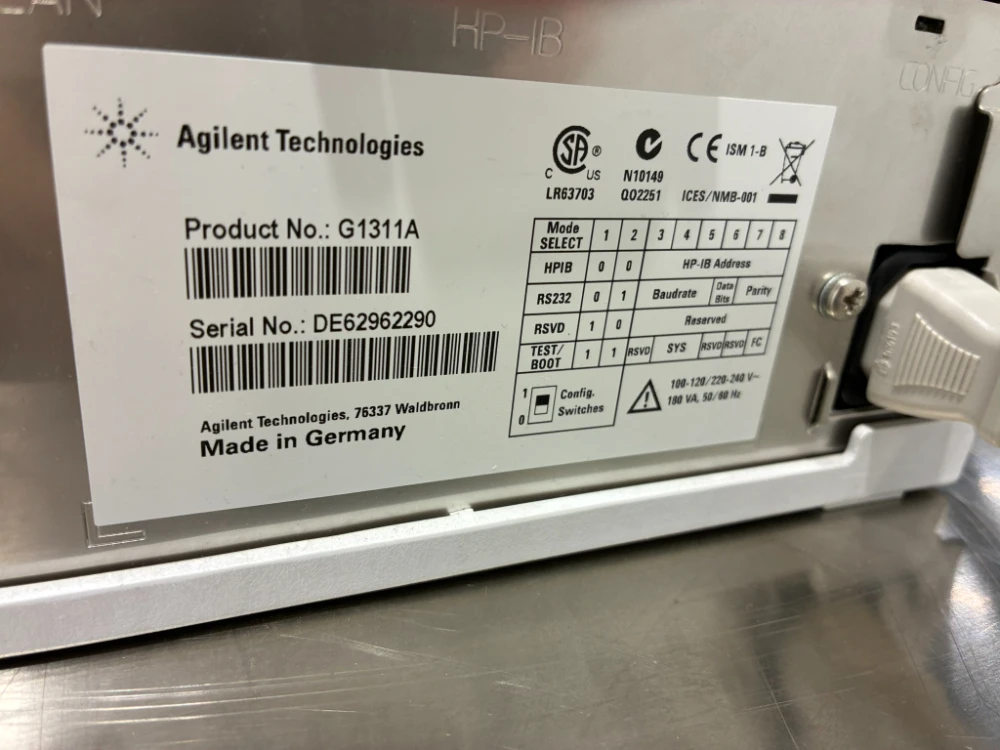 LAN
HP-IB
CONFIG
Agilent Technologies
Product No.: G1311A
Serial No.: DE62962290
Agilent Technologies, 76337 Waldbronn
Made in Germany
SA ®
C US
LR63703
N10149
Q02251
CE ISM 1-B
ICES/NMB-001
Mode SELECT 1 2 3 4 5 6 7 8
HPIB 0 0 HP-IB Address
RS232 0 1 Baudrate Data Bits Parity
RSVD 1 0 Reserved
TEST/BOOT 1 1 RSVD SYS RSVD RSVD FC
1 Config.
0 Switches
100-120/220-240 V~
180 VA, 50/60 Hz